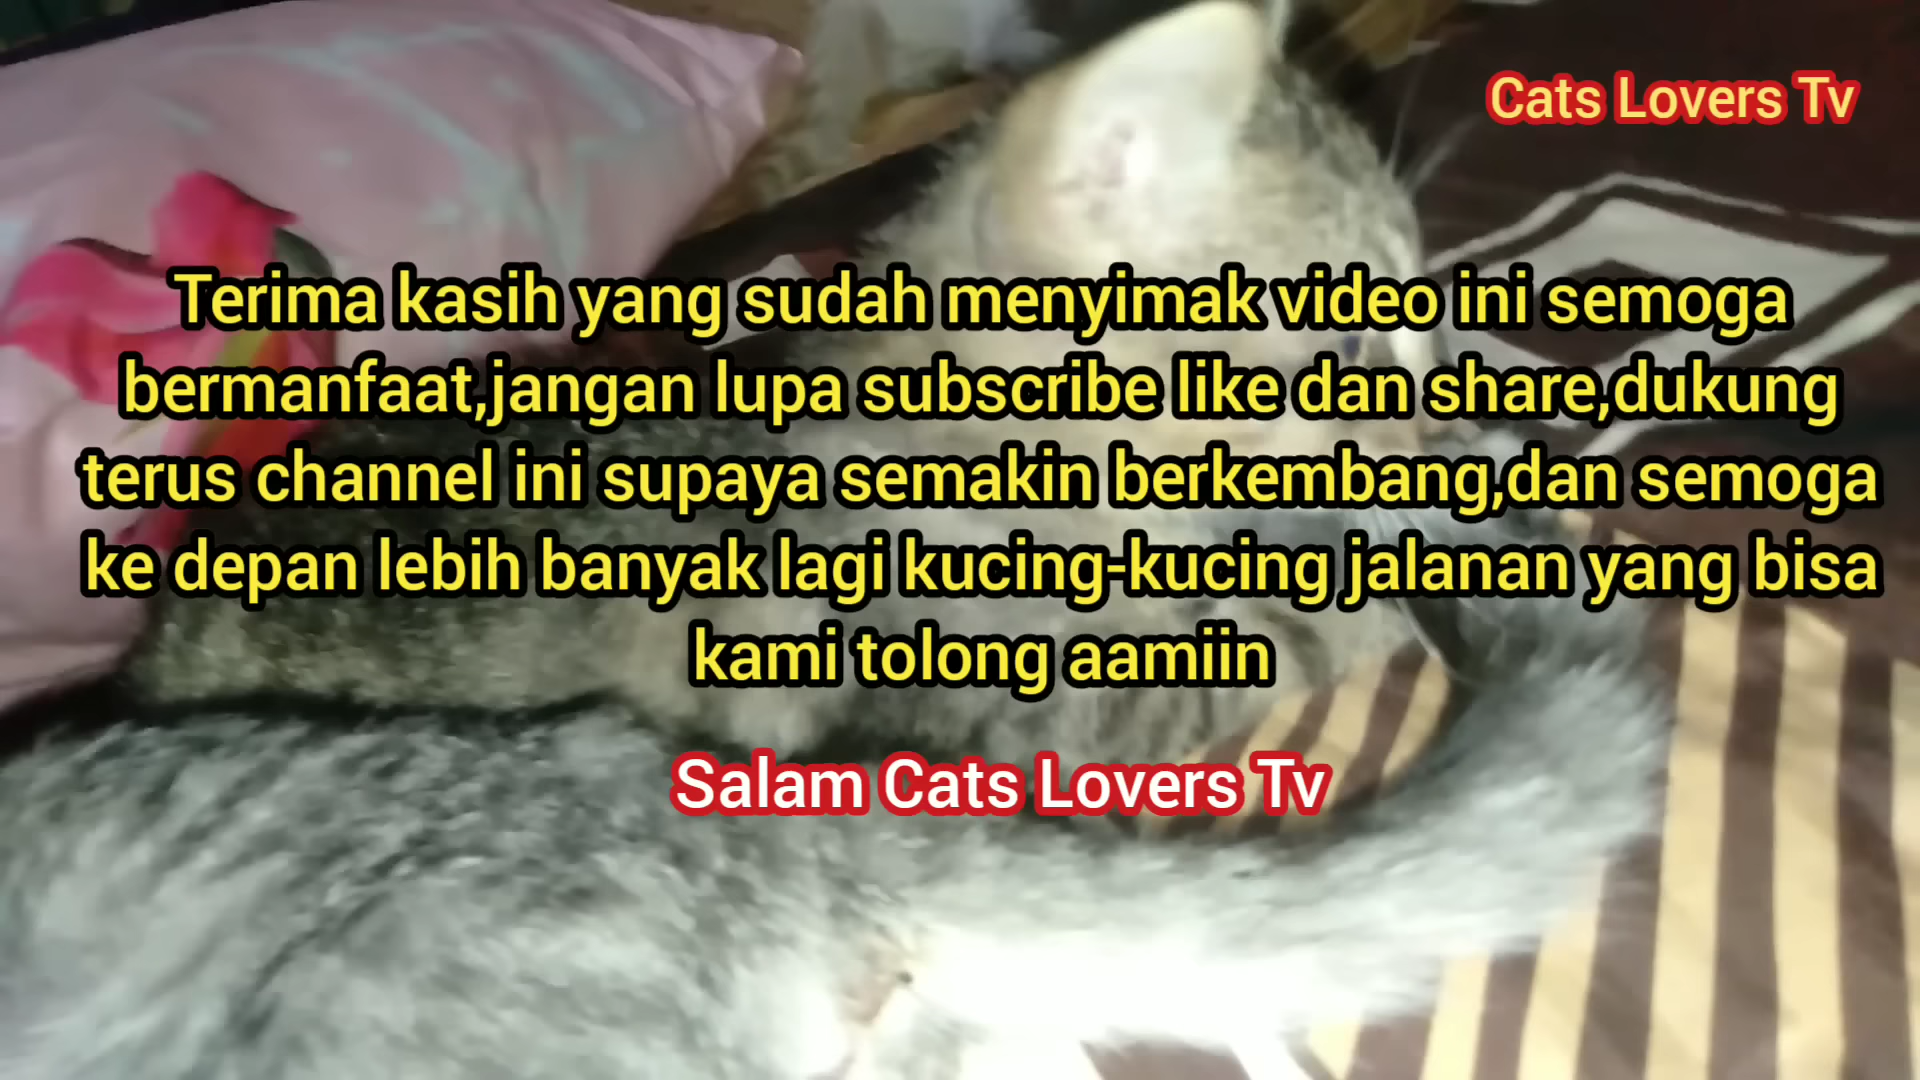 Cats Lovers Tv
Terima kasih yang sudah menyimak video ini semoga
bermanfaat,jangan lupa subscribe like dan share,dukung
terus channel ini supaya semakin berkembang,dan semoga
ke depan lebih banyak lagi kucing-kucing jalanan yang bisa
kami tolong aamiin
Salam Cats Lovers Tv